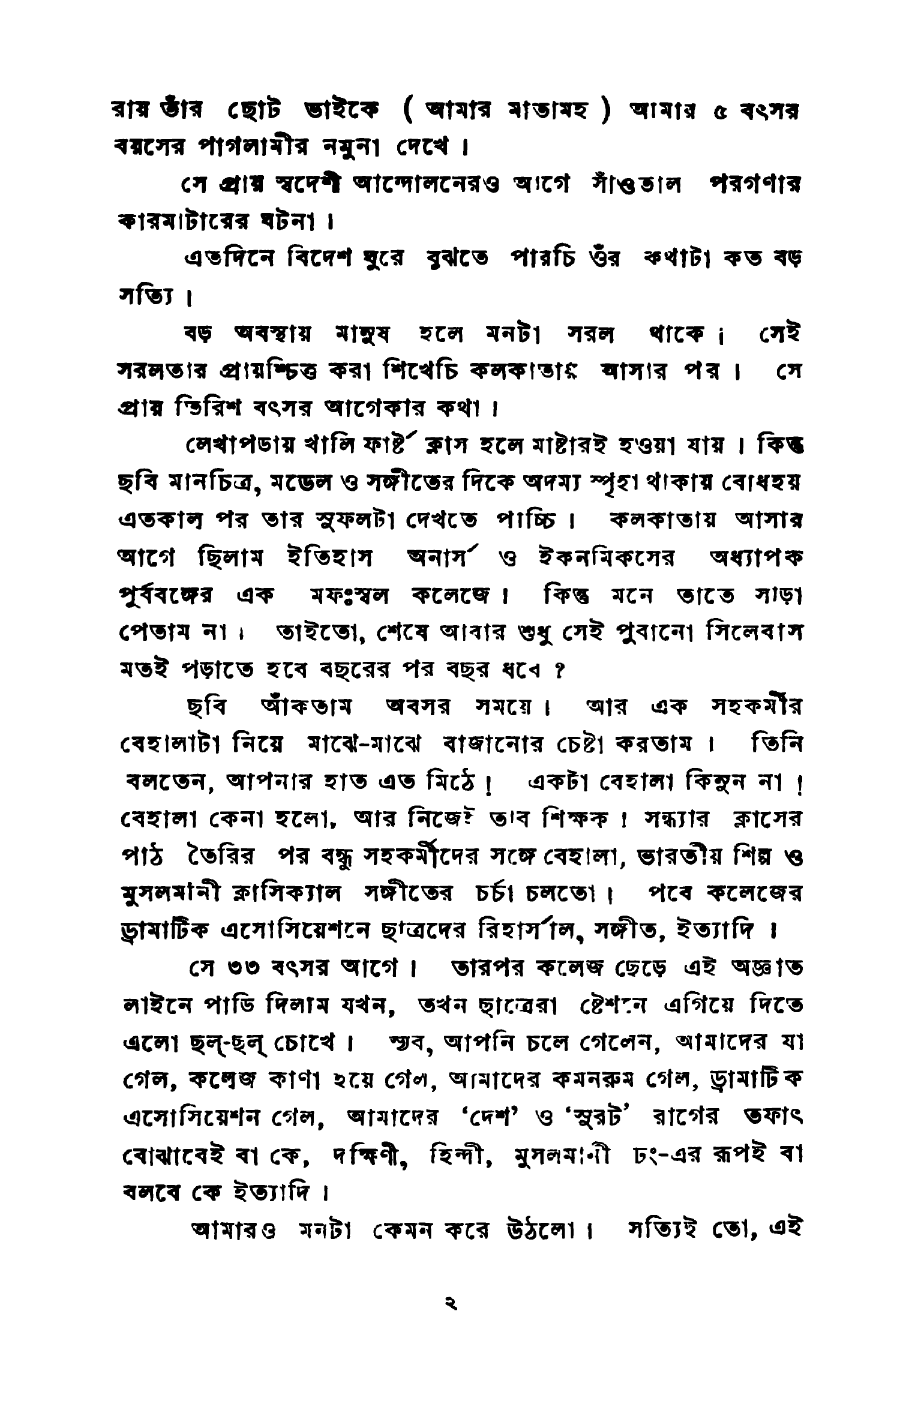 রায় তাঁর ছোট ভাইকে ( আমার মাতামহ ) আমার ৫ বৎসর
বয়সের পাগলামীর নমুনা দেখে ।
সে প্রায় স্বদেশী আন্দোলনেরও আগে সাঁওতাল পরগণার
কারমাটারের ঘটনা ।
এতদিনে বিদেশ ঘুরে বুঝতে পারচি ওঁর কথাটা কত বড়
সত্যি ।
বড় অবস্থায় মানুষ হলে মনটা সরল থাকে । সেই
সরলতার প্রায়শ্চিত্ত করা শিখেচি কলকাতায় আসার পর । সে
প্রায় তিরিশ বৎসর আগেকার কথা ।
লেখাপড়ায় খালি ফার্ষ্ট ক্লাস হলে মাষ্টারই হওয়া যায় । কিন্তু
ছবি মানচিত্র, মডেল ও সঙ্গীতের দিকে অদম্য স্পৃহা থাকায় বোধহয়
এতকাল পর তার সুফলটা দেখতে পাচ্চি । কলকাতায় আসার
আগে ছিলাম ইতিহাস অনার্স ও ইকনমিকসের অধ্যাপক
পূর্ববঙ্গের এক মফঃস্বল কলেজে । কিন্তু মনে তাতে সাড়া
পেতাম না । তাইতো, শেষে আবার শুধু সেই পুরানো সিলেবাস
মতই পড়াতে হবে বছরের পর বছর ধরে ?
ছবি আঁকতাম অবসর সময়ে । আর এক সহকর্মীর
বেহালাটা নিয়ে মাঝে-মাঝে বাজানোর চেষ্টা করতাম । তিনি
বলতেন, আপনার হাত এত মিঠে ! একটা বেহালা কিনুন না !
বেহালা কেনা হলো, আর নিজেই তার শিক্ষক ! সন্ধ্যার ক্লাসের
পাঠ তৈরির পর বন্ধু সহকর্মীদের সঙ্গে বেহালা, ভারতীয় শিল্প ও
মুসলমানী ক্লাসিক্যাল সঙ্গীতের চর্চা চলতো । পরে কলেজের
ড্রামাটিক এসোসিয়েশনে ছাত্রদের রিহার্সাল, সঙ্গীত, ইত্যাদি ।
সে ৩৩ বৎসর আগে । তারপর কলেজ ছেড়ে এই অজ্ঞাত
লাইনে পাড়ি দিলাম যখন, তখন ছাত্রেরা ষ্টেশনে এগিয়ে দিতে
এলো ছল্-ছল্ চোখে । স্যর, আপনি চলে গেলেন, আমাদের যা
গেল, কলেজ কাণা হয়ে গেল, আমাদের কমনরুম গেল, ড্রামাটিক
এসোসিয়েশন গেল, আমাদের ‘দেশ’ ও ‘সুরট’ রাগের তফাৎ
বোঝাবেই বা কে, দক্ষিণী, হিন্দী, মুসলমানী ঢং-এর রূপই বা
বলবে কে ইত্যাদি ।
আমারও মনটা কেমন করে উঠলো । সত্যিই তো, এই
২